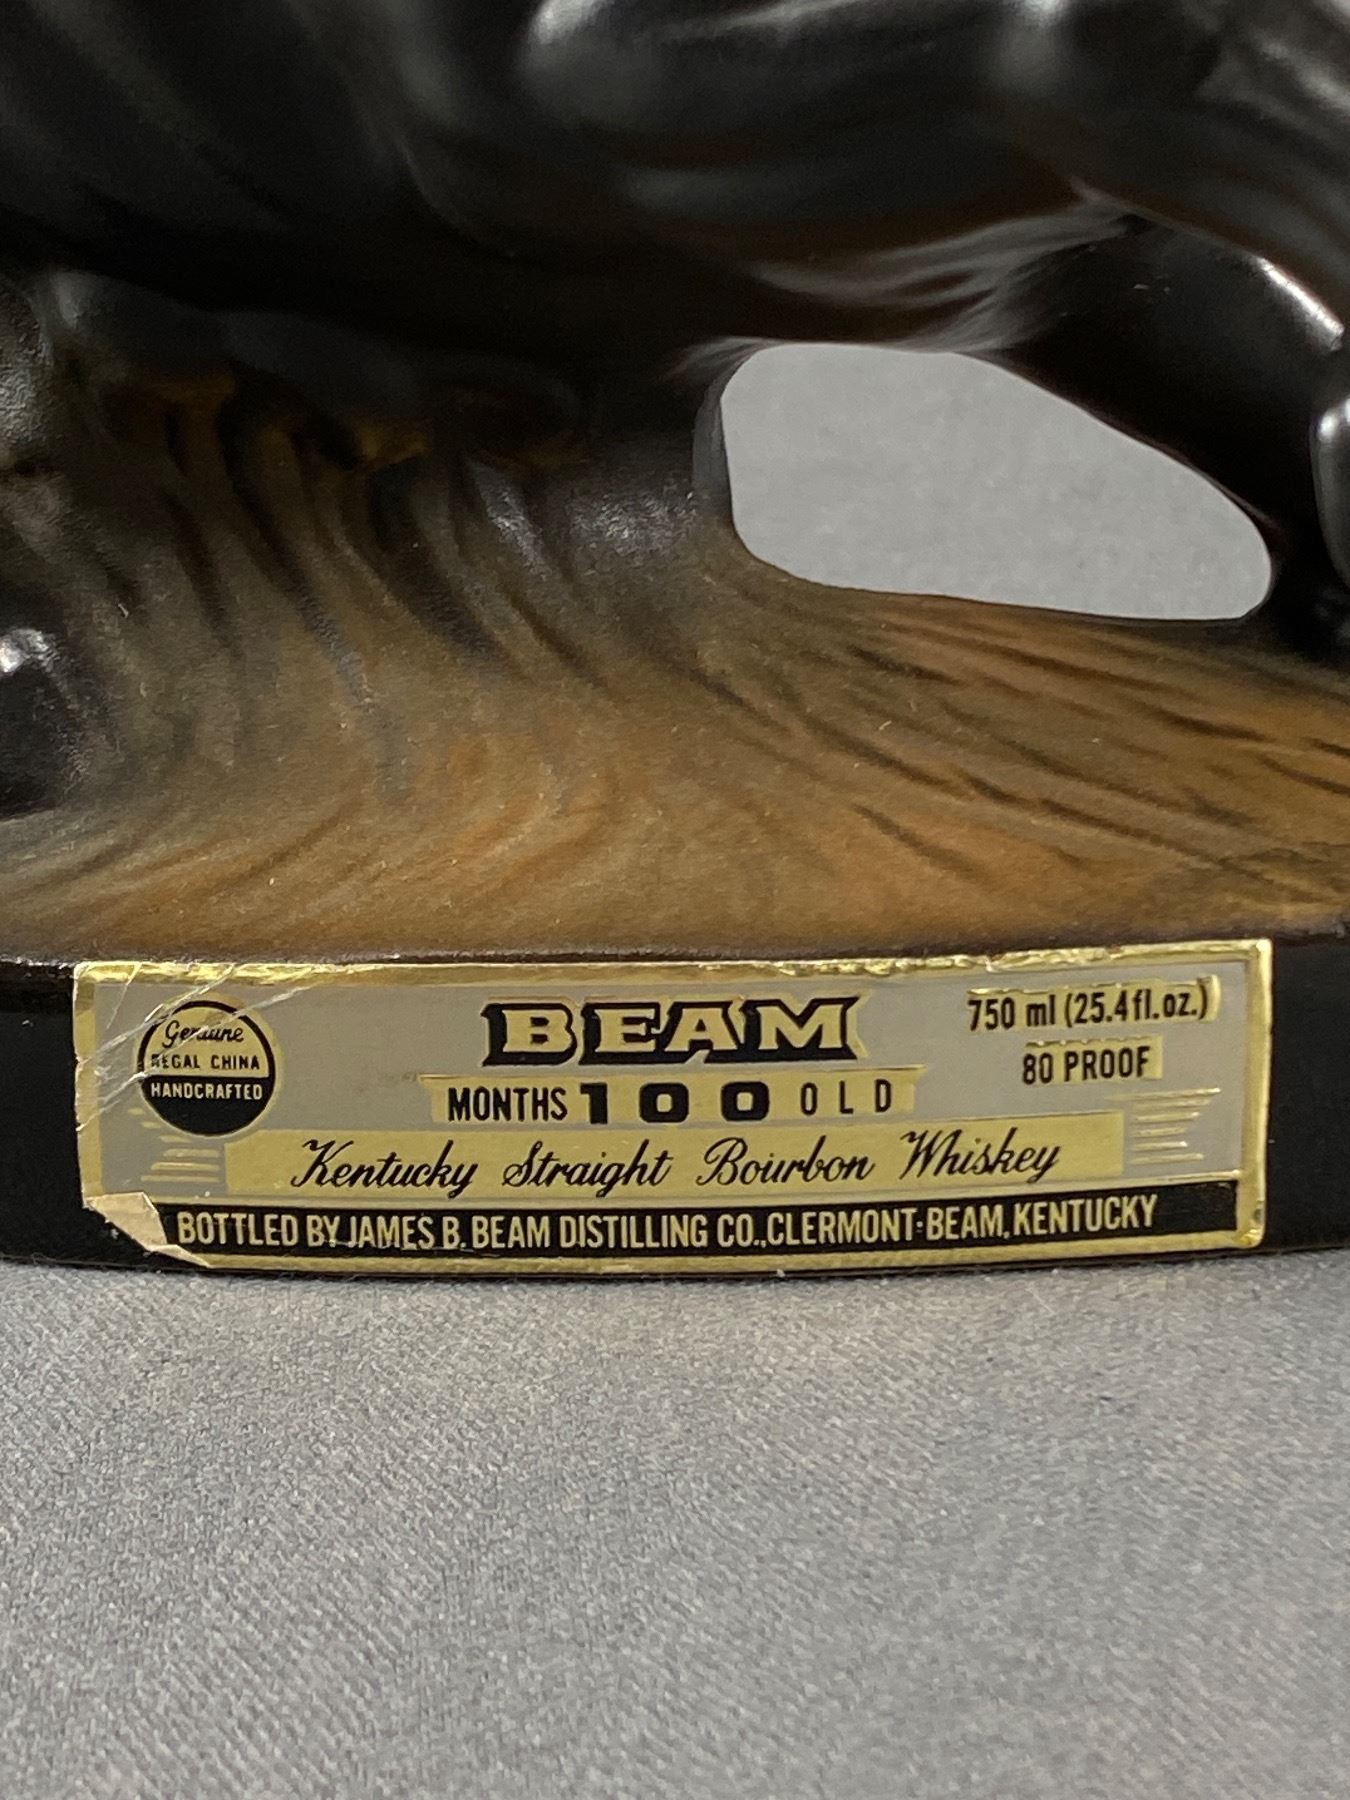 Genuine
REGAL CHINA
HANDCRAFTED
BEAM
MONTHS 100 OLD
750 ml (25.4 fl.oz.)
80 PROOF
Kentucky Straight Bourbon Whiskey
BOTTLED BY JAMES B. BEAM DISTILLING CO., CLERMONT·BEAM, KENTUCKY